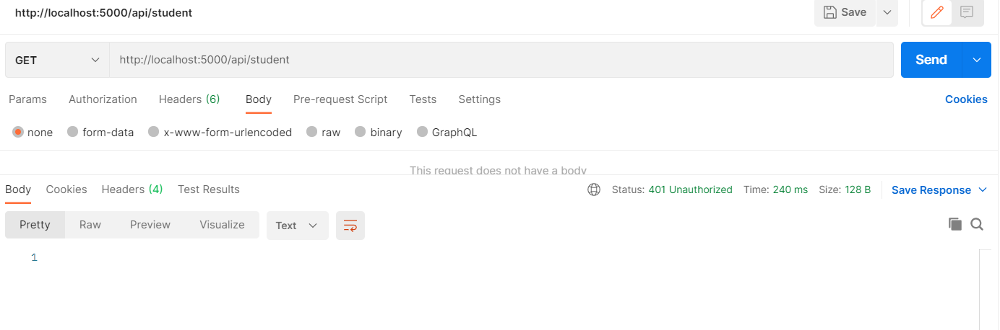 http://localhost:5000/api/student Save
GET http://localhost:5000/api/student Send
Params Authorization Headers (6) Body Pre-request Script Tests Settings Cookies
none form-data x-www-form-urlencoded raw binary GraphQL
This request does not have a body
Body Cookies Headers (4) Test Results Status: 401 Unauthorized Time: 240 ms Size: 128 B Save Response
Pretty Raw Preview Visualize Text
1